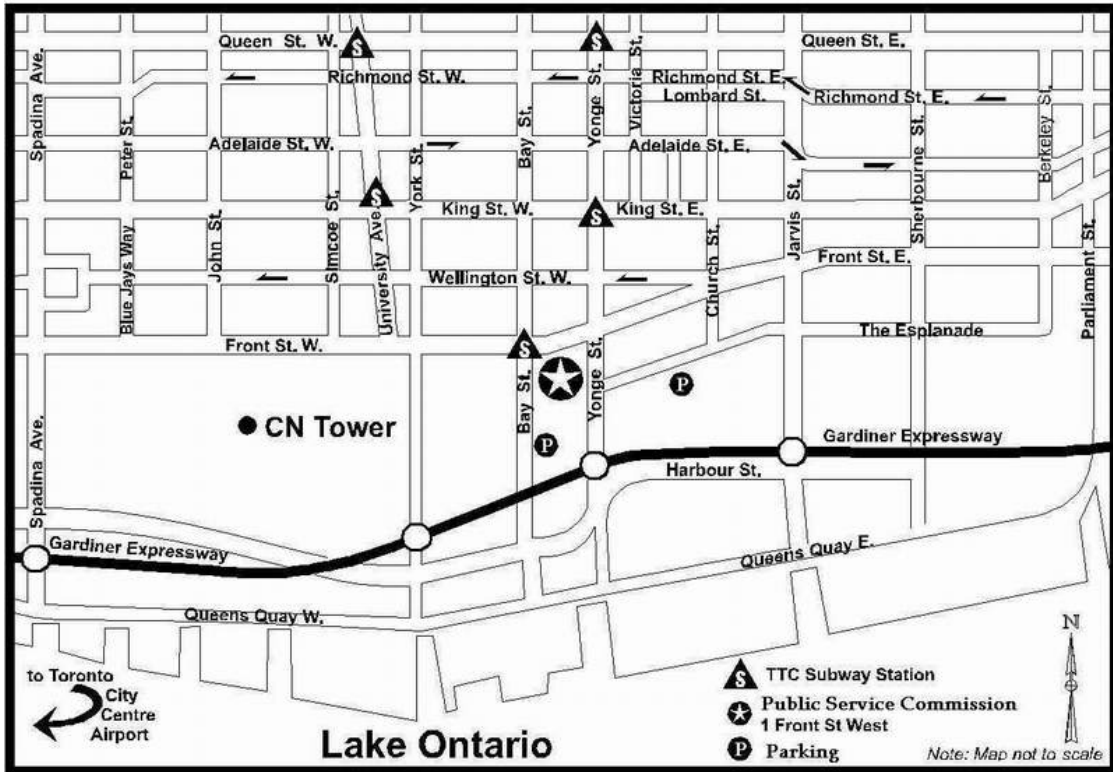 Queen St. W.
Queen St. E.
Spadina Ave.
Richmond St. W.
Richmond St. E.
Lombard St.
Richmond St. E.
Victoria St.
Yonge St.
Bay St.
Peter St.
Adelaide St. W.
Adelaide St. E.
York St.
Sherbourne St.
Berkeley St.
King St. W.
King St. E.
Jarvis St.
John St.
Simcoe St.
University Ave.
Blue Jays Way
Church St.
Front St. E.
Wellington St. W.
Parliament St.
The Esplanade
Front St. W.
S
S
S
S
S
Bay St.
Yonge St.
P
P
CN Tower
Spadina Ave.
Gardiner Expressway
Harbour St.
Gardiner Expressway
Queens Quay E.
Queens Quay W.
to Toronto
City
Centre
Airport
Lake Ontario
N
S TTC Subway Station
Public Service Commission
1 Front St West
P Parking
Note: Map not to scale